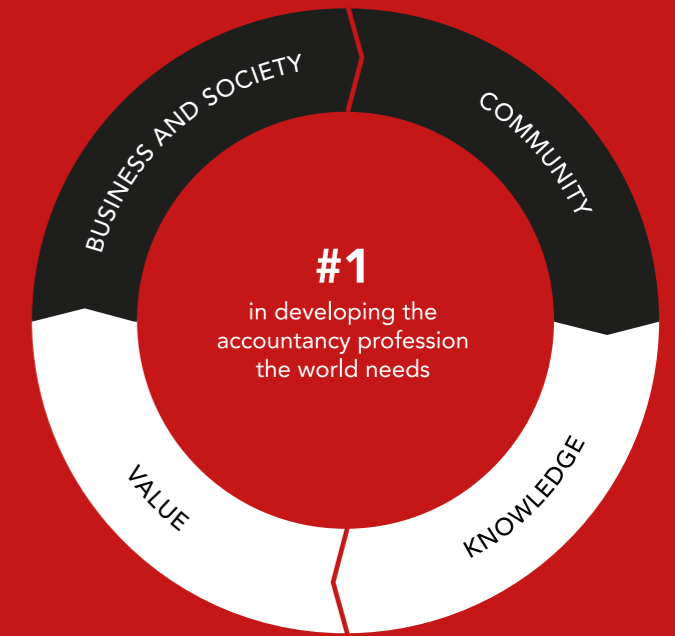 BUSINESS AND SOCIETY
COMMUNITY
#1
in developing the
accountancy profession
the world needs
VALUE
KNOWLEDGE